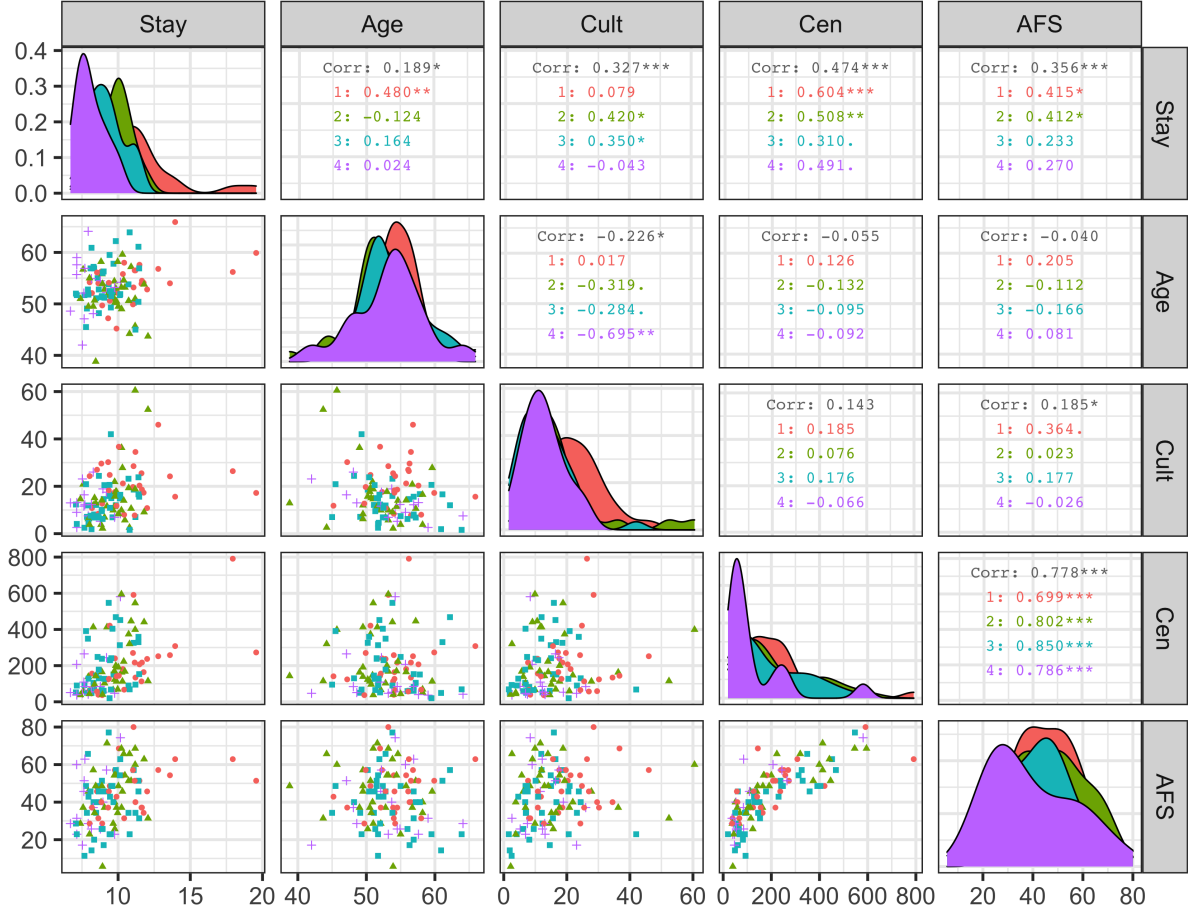 Stay Age Cult Cen AFS
0.4 0.3 0.2 0.1 0.0
Corr: 0.189*
1: 0.480**
2: -0.124
3: 0.164
4: 0.024
Corr: 0.327***
1: 0.079
2: 0.420*
3: 0.350*
4: -0.043
Corr: 0.474***
1: 0.604***
2: 0.508**
3: 0.310.
4: 0.491.
Corr: 0.356***
1: 0.415*
2: 0.412*
3: 0.233
4: 0.270
Stay
60 50 40
Corr: -0.226*
1: 0.017
2: -0.319.
3: -0.284.
4: -0.695**
Corr: -0.055
1: 0.126
2: -0.132
3: -0.095
4: -0.092
Corr: -0.040
1: 0.205
2: -0.112
3: -0.166
4: 0.081
Age
60 40 20 0
Corr: 0.143
1: 0.185
2: 0.076
3: 0.176
4: -0.066
Corr: 0.185*
1: 0.364.
2: 0.023
3: 0.177
4: -0.026
Cult
800 600 400 200 0
Corr: 0.778***
1: 0.699***
2: 0.802***
3: 0.850***
4: 0.786***
Cen
80 60 40 20
AFS
10 15 20 40 50 60 0 20 40 60 0 200 400 600 800 20 40 60 80